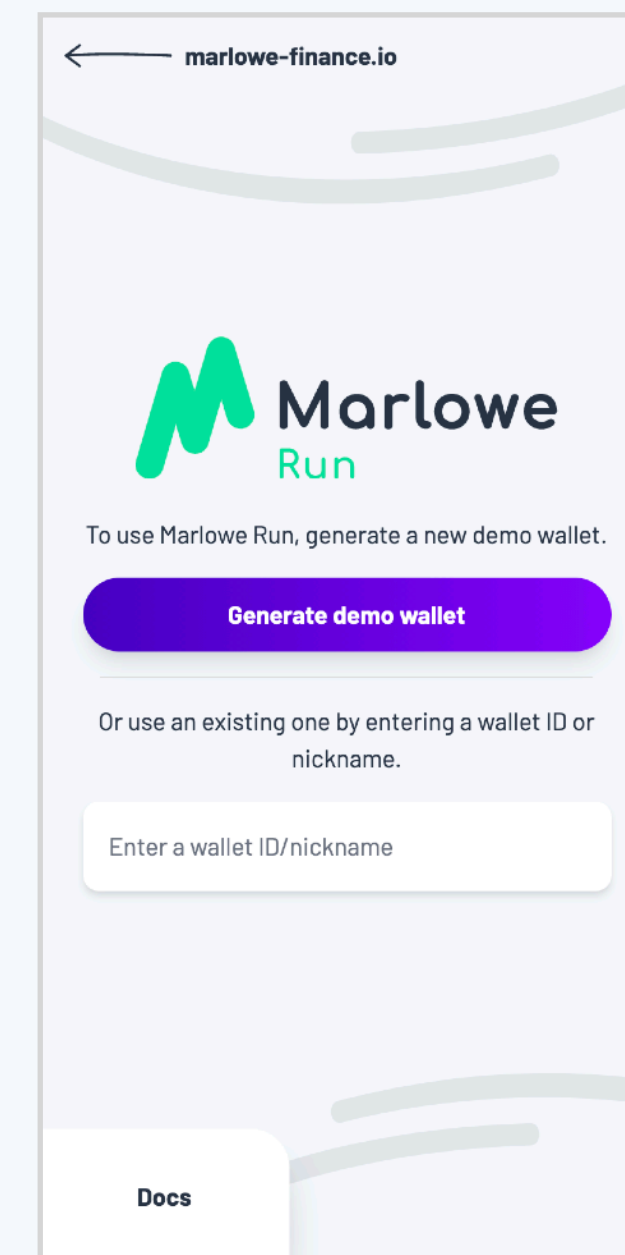 marlowe-finance.io
Marlowe
Run
To use Marlowe Run, generate a new demo wallet.
Generate demo wallet
Or use an existing one by entering a wallet ID or
nickname.
Enter a wallet ID/nickname
Docs